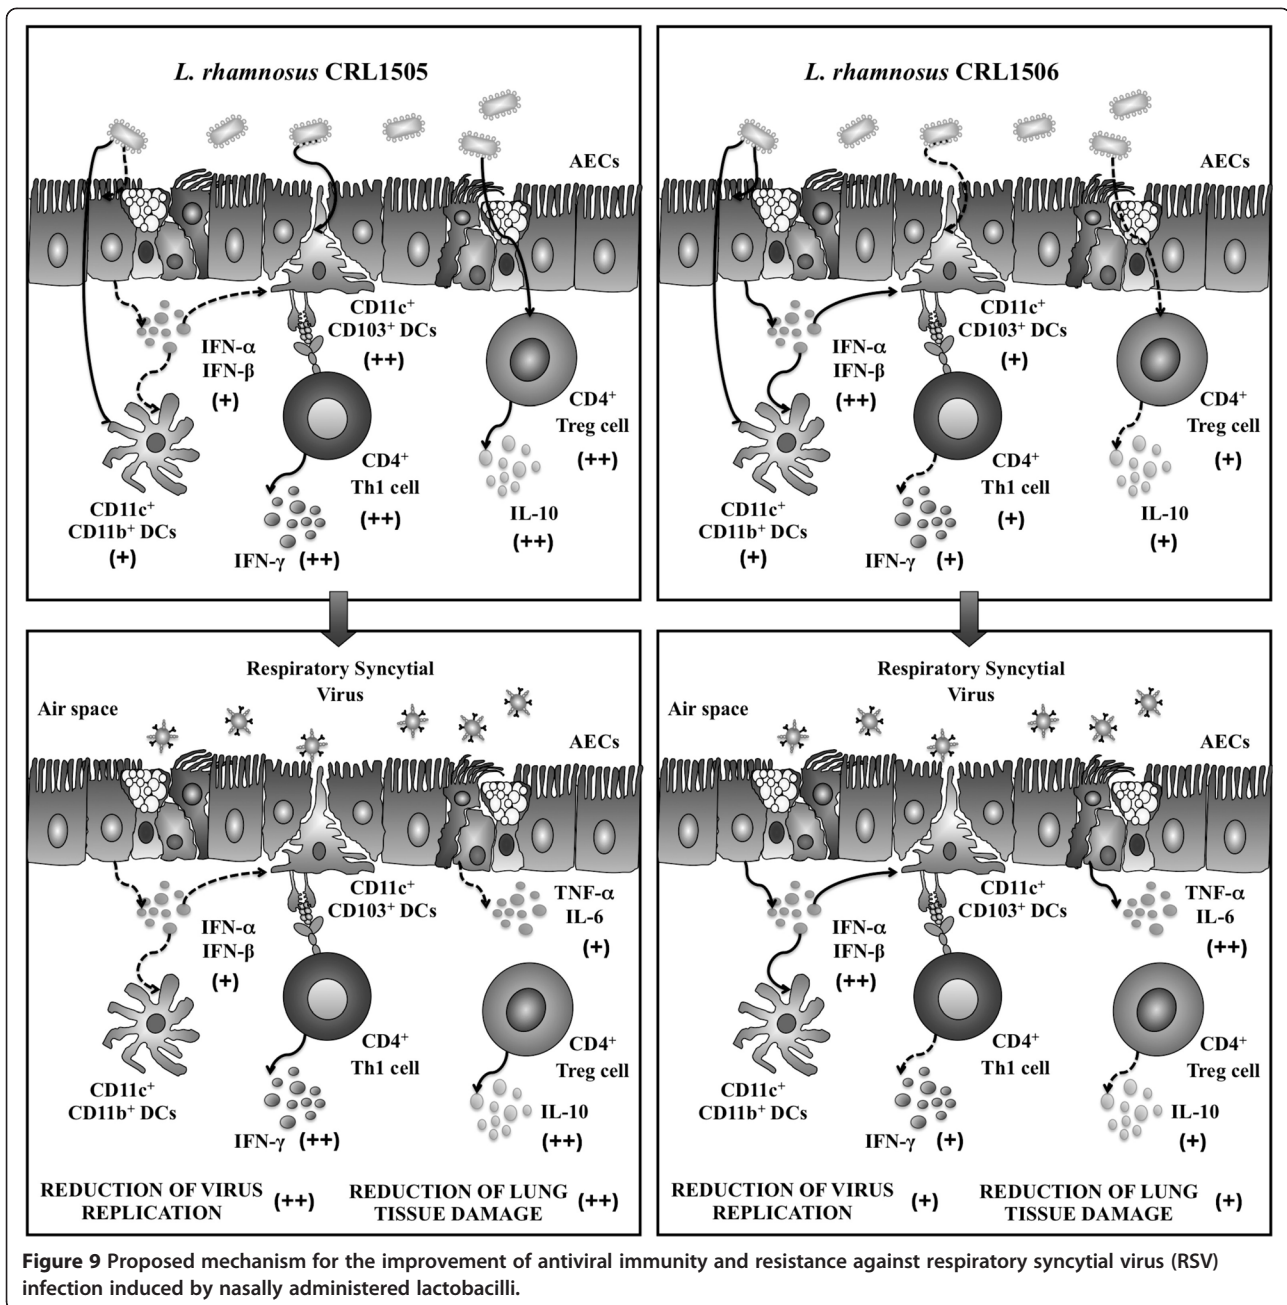 L. rhamnosus CRL1505
AECs
IFN-α
IFN-β
(+)
CD11c⁺
CD103⁺ DCs
(++)
CD4⁺
Treg cell
(++)
CD4⁺
Th1 cell
(++)
CD11c⁺
CD11b⁺ DCs
(+)
IFN-γ (++)
IL-10
(++)
L. rhamnosus CRL1506
AECs
IFN-α
IFN-β
(++)
CD11c⁺
CD103⁺ DCs
(+)
CD4⁺
Treg cell
(+)
CD4⁺
Th1 cell
(+)
CD11c⁺
CD11b⁺ DCs
(+)
IFN-γ (+)
IL-10
(+)
Respiratory Syncytial
Virus
Air space
AECs
CD11c⁺
CD103⁺ DCs
TNF-α
IL-6
(+)
IFN-α
IFN-β
(+)
CD4⁺
Th1 cell
CD4⁺
Treg cell
CD11c⁺
CD11b⁺ DCs
IFN-γ (++)
IL-10
(++)
REDUCTION OF VIRUS
REPLICATION (++)
REDUCTION OF LUNG
TISSUE DAMAGE (++)
Respiratory Syncytial
Virus
Air space
AECs
CD11c⁺
CD103⁺ DCs
TNF-α
IL-6
(++)
IFN-α
IFN-β
(++)
CD4⁺
Th1 cell
CD4⁺
Treg cell
CD11c⁺
CD11b⁺ DCs
IFN-γ (+)
IL-10
(+)
REDUCTION OF VIRUS
REPLICATION (+)
REDUCTION OF LUNG
TISSUE DAMAGE (+)
Figure 9 Proposed mechanism for the improvement of antiviral immunity and resistance against respiratory syncytial virus (RSV)
infection induced by nasally administered lactobacilli.